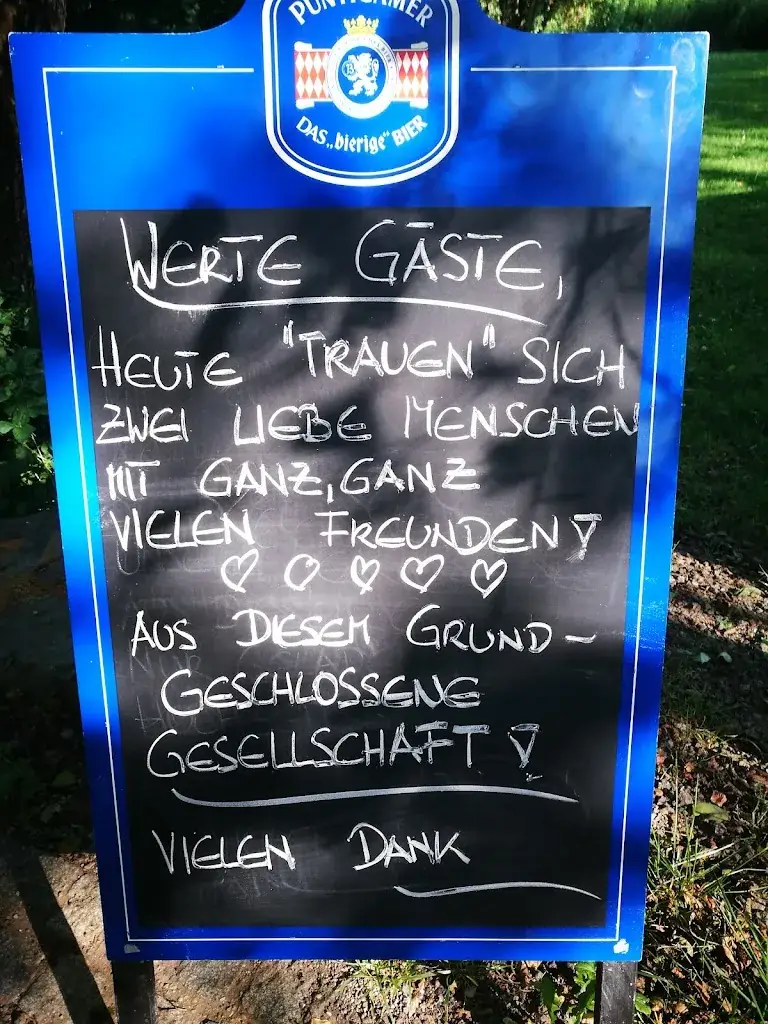 PUNTIGAMER
DAS „bierige" BIER
WERTE GÄSTE,
HEUTE "TRAUEN" SICH
ZWEI LIEBE MENSCHEN
MIT GANZ, GANZ
VIELEN FREUNDEN!
AUS DIESEM GRUND-
GESCHLOSSENE
GESELLSCHAFT!
VIELEN DANK